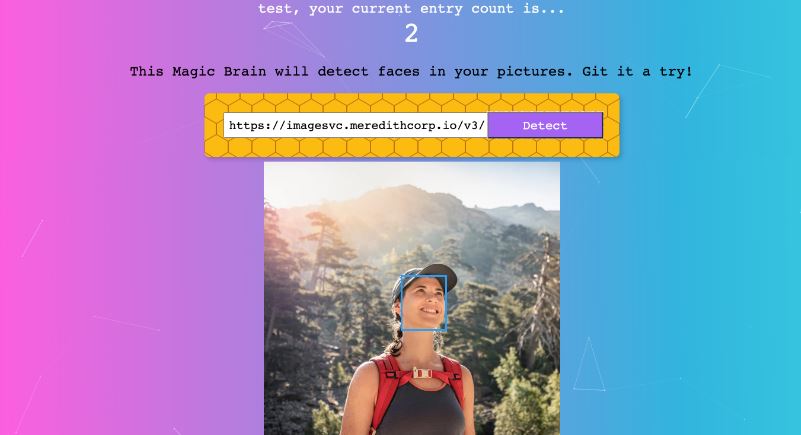 test, your current entry count is...
2
This Magic Brain will detect faces in your pictures. Git it a try!
https://imagesvc.meredithcorp.io/v3/ Detect